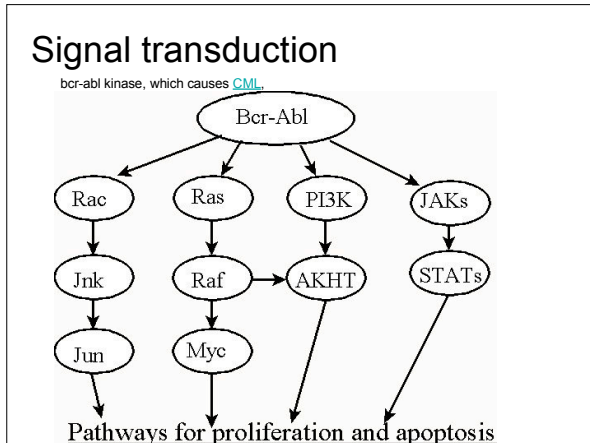 Signal transduction
bcr-abl kinase, which causes CML,
Bcr-Abl
Rac
Ras
PI3K
JAKs
Jnk
Raf
AKHT
STATs
Jun
Myc
Pathways for proliferation and apoptosis